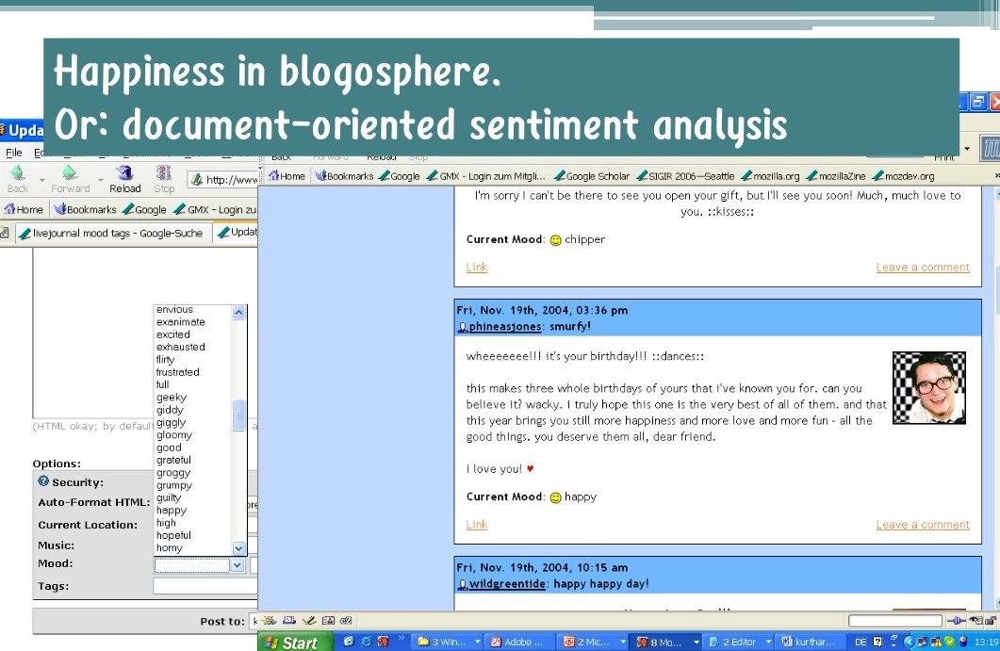 Happiness in blogosphere.
Or: document-oriented sentiment analysis
Upda
File
Back
Forward
Reload
Stop
http://www
Home Bookmarks Google GMX - Login zu
livejournal mood tags - Google-Suche Updat
envious
exanimate
excited
exhausted
flirty
frustrated
full
geeky
giddy
giggly
gloomy
good
grateful
groggy
grumpy
guilty
happy
high
hopeful
horny
(HTML okay; by defaul
Options:
Security:
Auto-Format HTML:
Current Location:
Music:
Mood:
Tags:
Post to:
Back Forward Reload Stop
Print
Home Bookmarks Google GMX - Login zum Mitgli... Google Scholar SIGIR 2006—Seattle mozilla.org mozillaZine mozdev.org
I'm sorry I can't be there to see you open your gift, but I'll see you soon! Much, much love to
you. ::kisses::
Current Mood: chipper
Link Leave a comment
Fri, Nov. 19th, 2004, 03:36 pm
phineasjones: smurfy!
wheeeeeee!!! it's your birthday!!! ::dances::
this makes three whole birthdays of yours that i've known you for. can you
believe it? wacky. i truly hope this one is the very best of all of them. and that
this year brings you still more happiness and more love and more fun - all the
good things. you deserve them all, dear friend.
i love you! ♥
Current Mood: happy
Link Leave a comment
Fri, Nov. 19th, 2004, 10:15 am
wildgreentide: happy happy day!
Start 3 Win... Adobe ... 2 Mic... 8 Mo... 2 Editor kurthar... DE 13:19